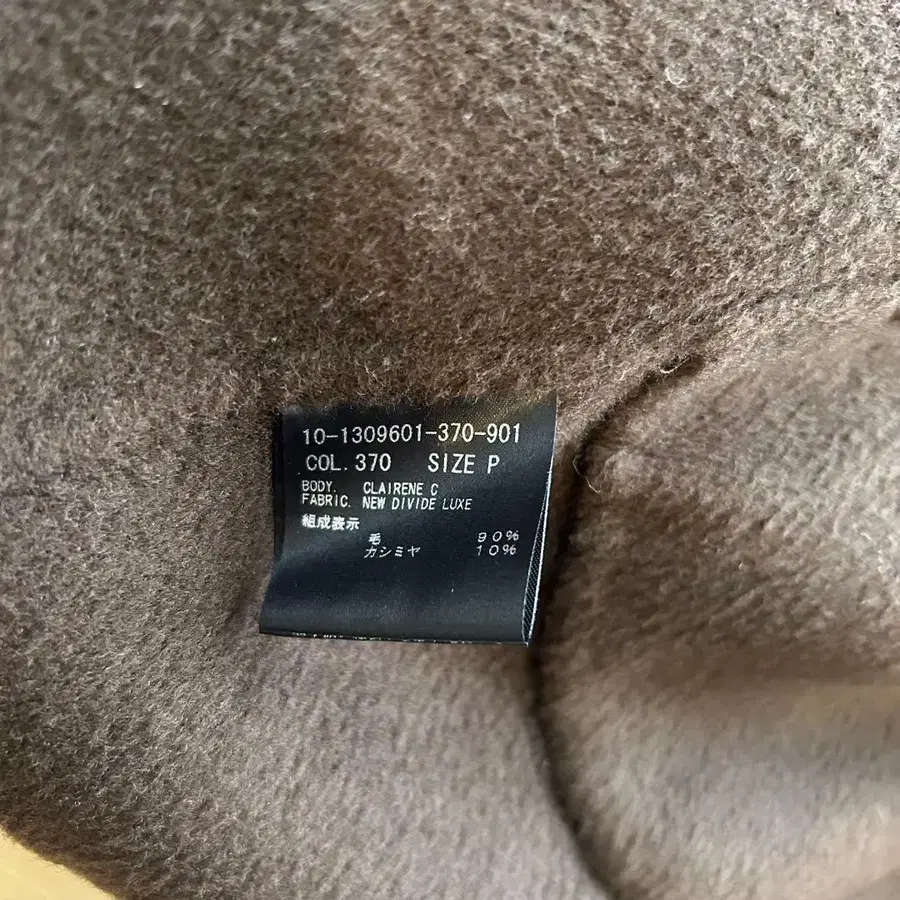 10-1309601-370-901
COL. 370 SIZE P
BODY. CLAIRENE C
FABRIC. NEW DIVIDE LUXE
組成表示
毛 90%
カシミヤ 10%